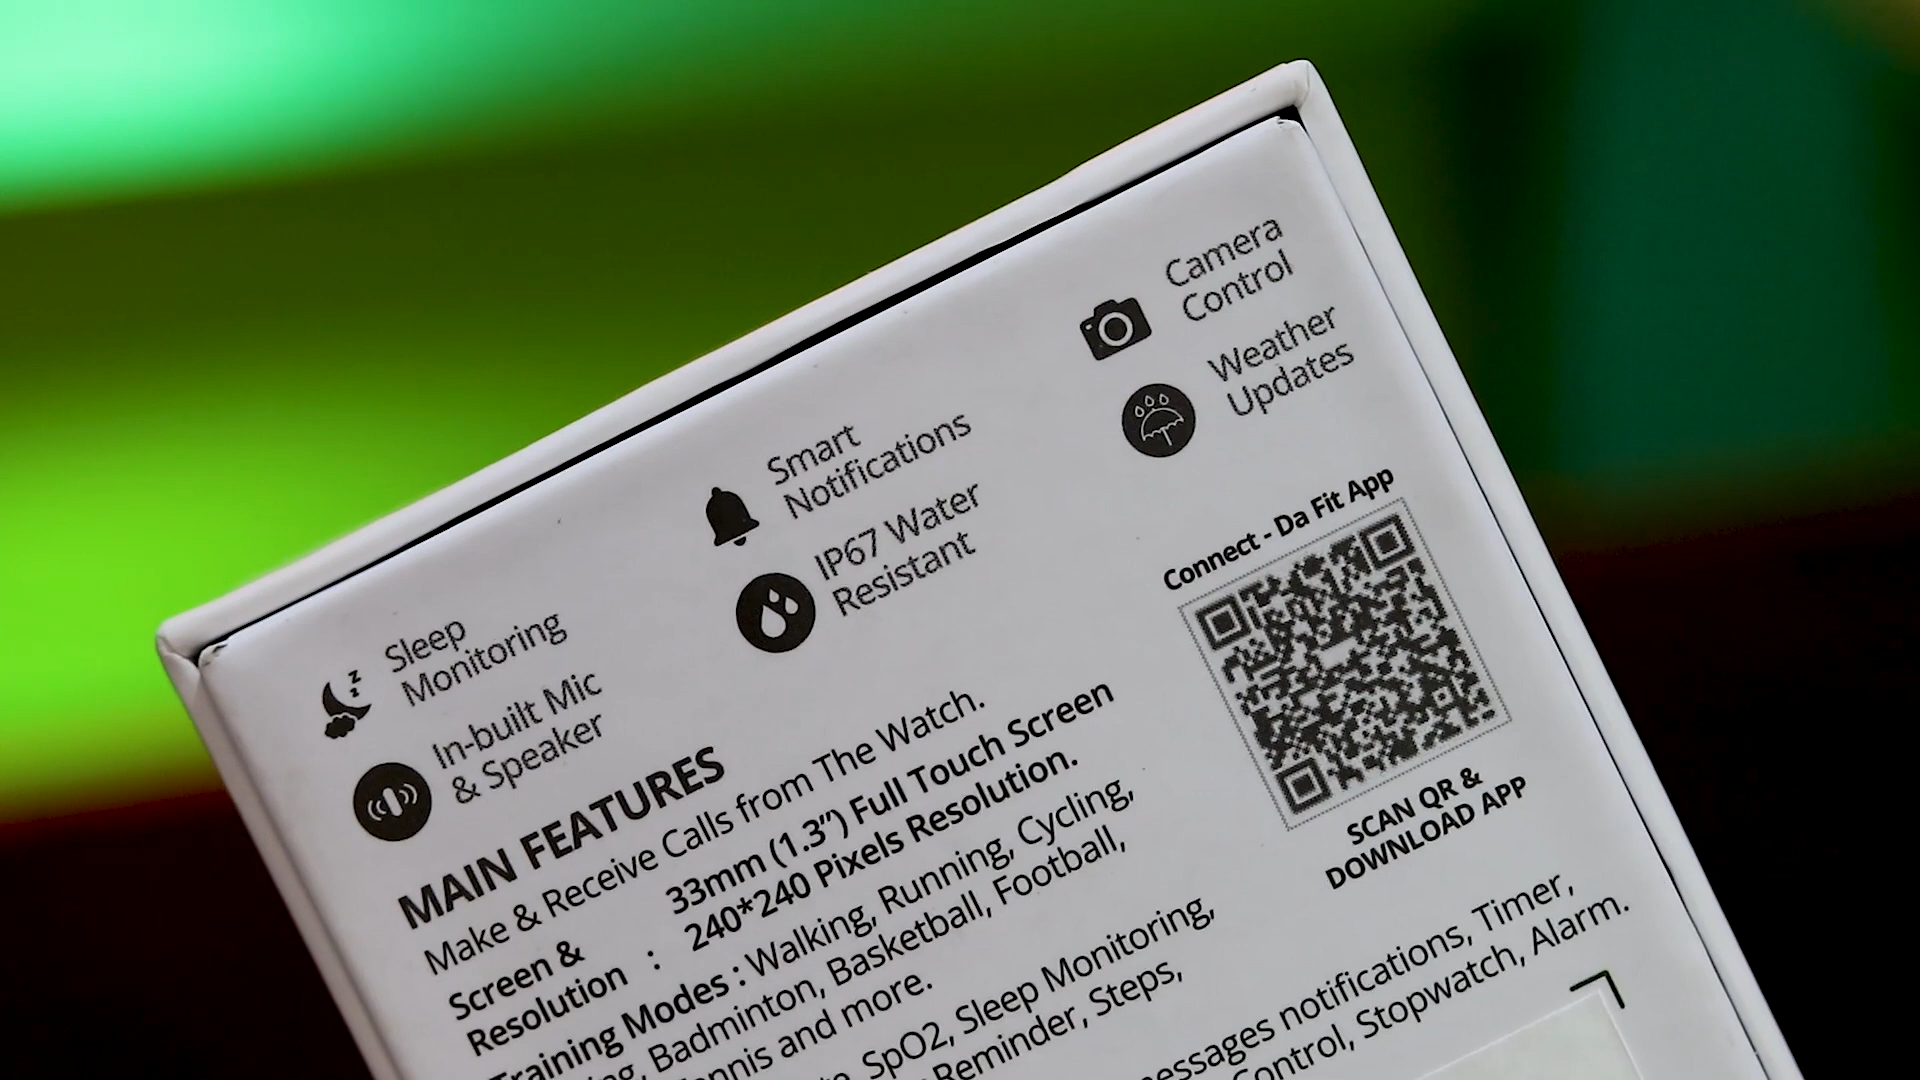 Sleep
Monitoring
In-built Mic
& Speaker
Smart
Notifications
IP67 Water
Resistant
Camera
Control
Weather
Updates
Connect - Da Fit App
SCAN QR &
DOWNLOAD APP
MAIN FEATURES
Make & Receive Calls from The Watch.
Screen &
Resolution :
33mm (1.3") Full Touch Screen
240*240 Pixels Resolution.
Training Modes : Walking, Running, Cycling,
Badminton, Basketball, Football,
and more.
SpO2, Sleep Monitoring,
Reminder, Steps,
notifications, Timer,
Control, Stopwatch, Alarm.